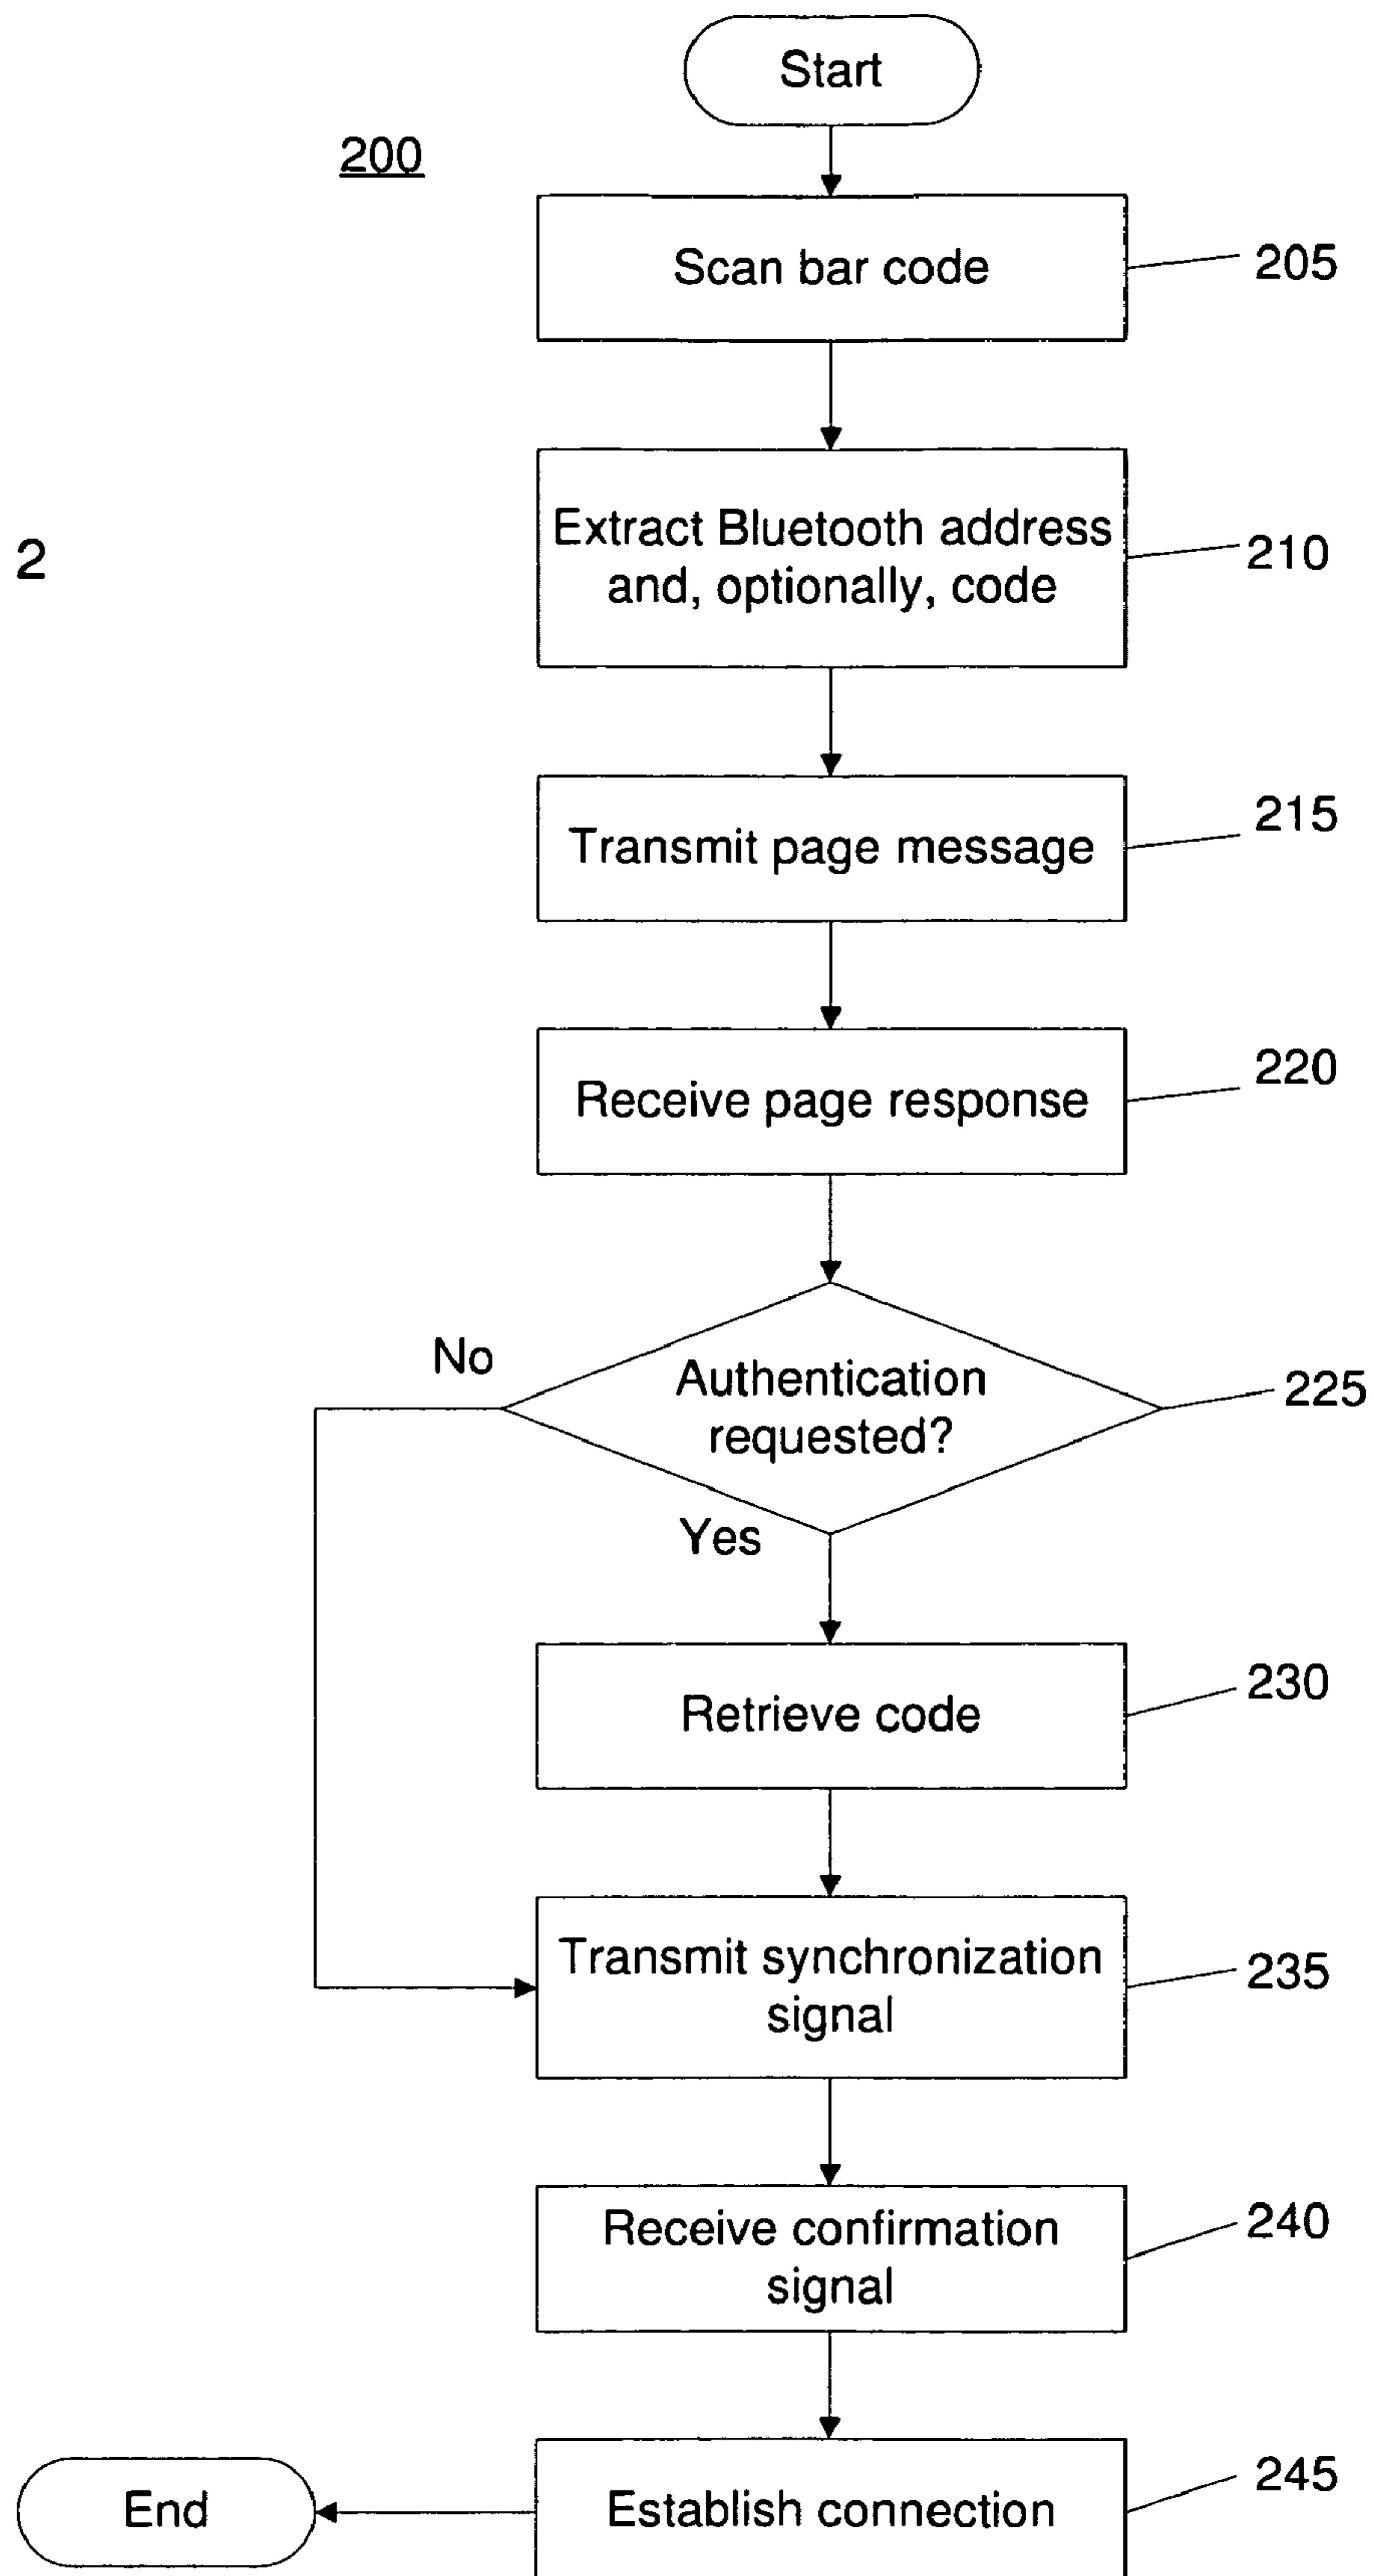 Start
200
Scan bar code
205
2
Extract Bluetooth address
and, optionally, code
210
Transmit page message
215
Receive page response
220
No
Authentication
requested?
225
Yes
Retrieve code
230
Transmit synchronization
signal
235
Receive confirmation
signal
240
Establish connection
245
End